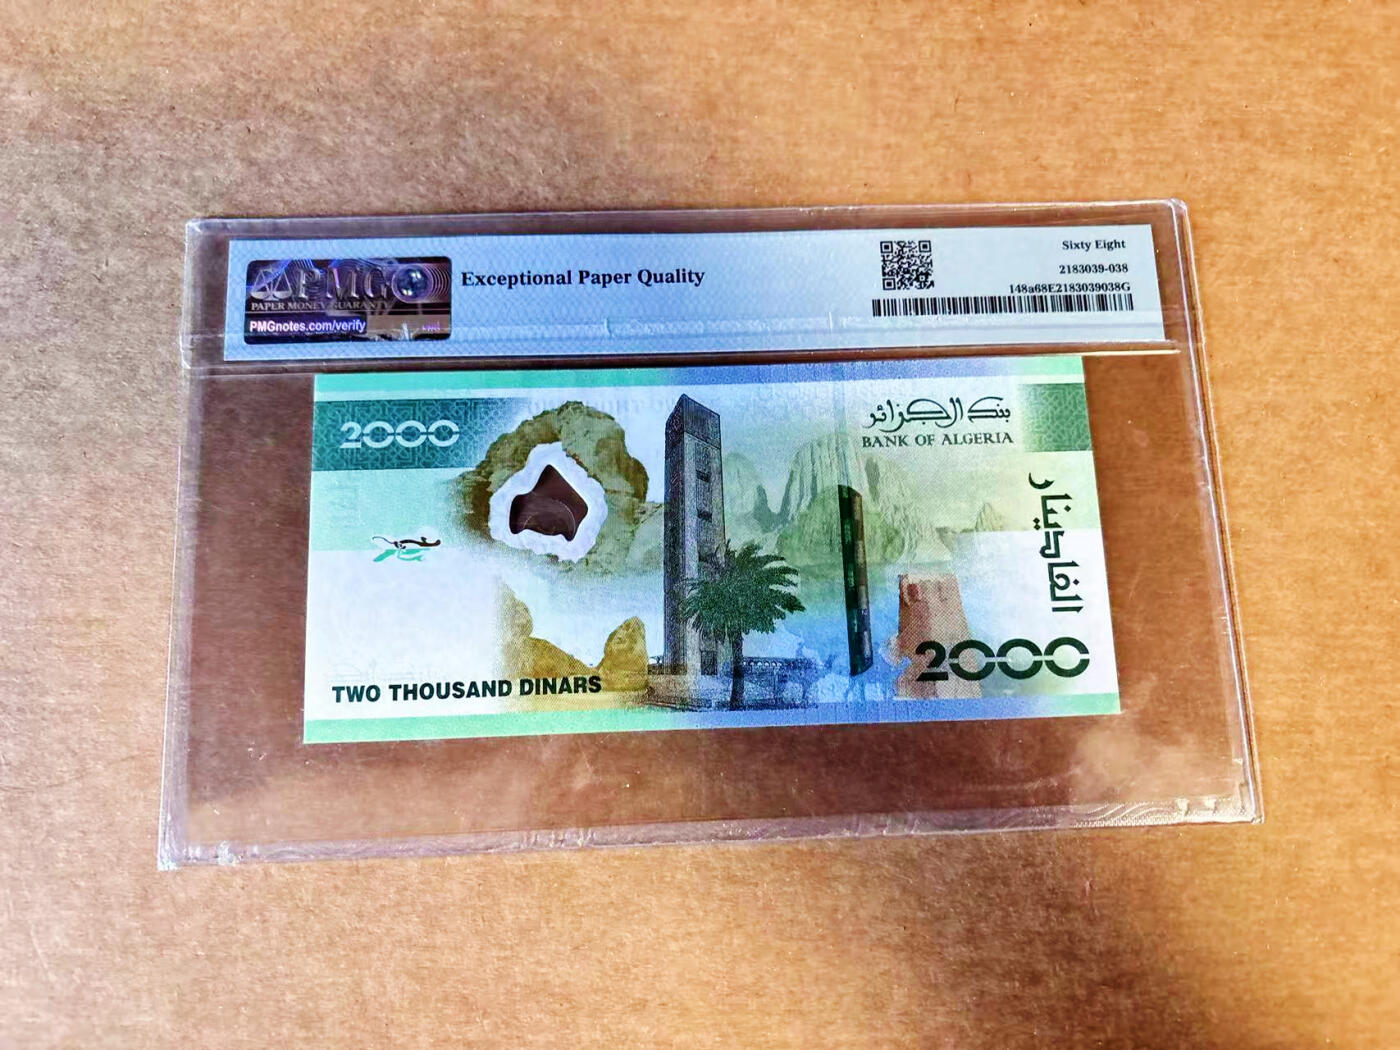 PMG
PAPER MONEY GUARANTY
PMGnotes.com/verify
Exceptional Paper Quality
Sixty Eight
2183039-038
148a68E2183039038G
2000
بنك الجزائر
BANK OF ALGERIA
ألفا دينار
TWO THOUSAND DINARS
2000